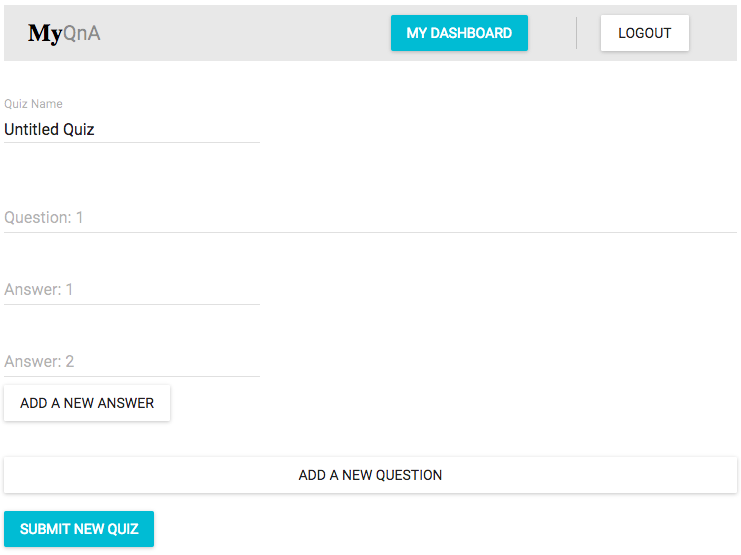 MyQnA MY DASHBOARD LOGOUT
Quiz Name
Untitled Quiz
Question: 1
Answer: 1
Answer: 2
ADD A NEW ANSWER
ADD A NEW QUESTION
SUBMIT NEW QUIZ